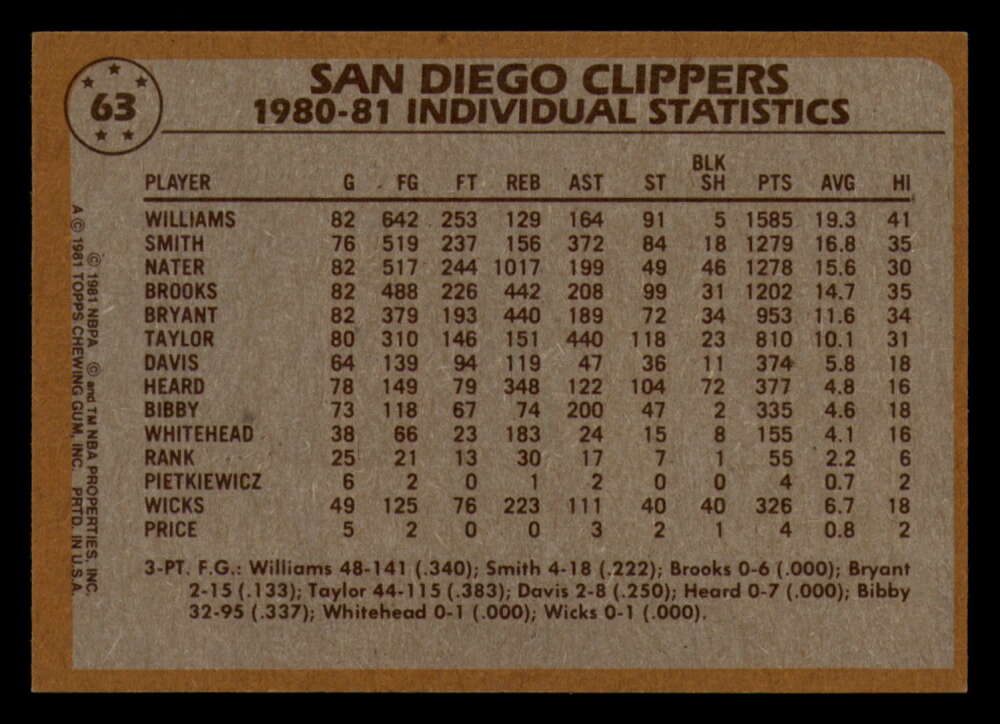 63
SAN DIEGO CLIPPERS
1980-81 INDIVIDUAL STATISTICS
PLAYER G FG FT REB AST ST BLK SH PTS AVG HI
WILLIAMS 82 642 253 129 164 91 5 1585 19.3 41
SMITH 76 519 237 156 372 84 18 1279 16.8 35
NATER 82 517 244 1017 199 49 46 1278 15.6 30
BROOKS 82 488 226 442 208 99 31 1202 14.7 35
BRYANT 82 379 193 440 189 72 34 953 11.6 34
TAYLOR 80 310 146 151 440 118 23 810 10.1 31
DAVIS 64 139 94 119 47 36 11 374 5.8 18
HEARD 78 149 79 348 122 104 72 377 4.8 16
BIBBY 73 118 67 74 200 47 2 335 4.6 18
WHITEHEAD 38 66 23 183 24 15 8 155 4.1 16
RANK 25 21 13 30 17 7 1 55 2.2 6
PIETKIEWICZ 6 2 0 1 2 0 0 4 0.7 2
WICKS 49 125 76 223 111 40 40 326 6.7 18
PRICE 5 2 0 0 3 2 1 4 0.8 2
3-PT. F.G.: Williams 48-141 (.340); Smith 4-18 (.222); Brooks 0-6 (.000); Bryant
2-15 (.133); Taylor 44-115 (.383); Davis 2-8 (.250); Heard 0-7 (.000); Bibby
32-95 (.337); Whitehead 0-1 (.000); Wicks 0-1 (.000).
© 1981 NBPA © and TM NBA PROPERTIES, INC.
A © 1981 TOPPS CHEWING GUM, INC. PRTD. IN U.S.A.